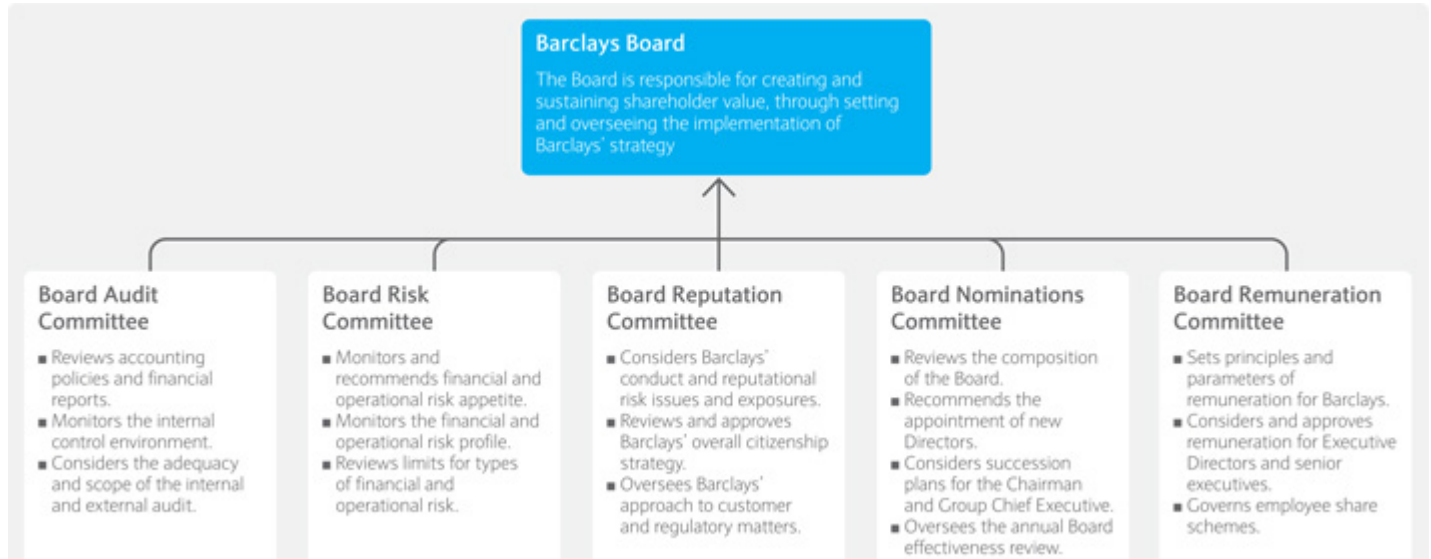 Barclays Board
The Board is responsible for creating and
sustaining shareholder value, through setting
and overseeing the implementation of
Barclays' strategy
Board Audit
Committee
■ Reviews accounting
policies and financial
reports.
■ Monitors the internal
control environment.
■ Considers the adequacy
and scope of the internal
and external audit.
Board Risk
Committee
■ Monitors and
recommends financial and
operational risk appetite.
■ Monitors the financial and
operational risk profile.
■ Reviews limits for types
of financial and
operational risk.
Board Reputation
Committee
■ Considers Barclays'
conduct and reputational
risk issues and exposures.
■ Reviews and approves
Barclays' overall citizenship
strategy.
■ Oversees Barclays'
approach to customer
and regulatory matters.
Board Nominations
Committee
■ Reviews the composition
of the Board.
■ Recommends the
appointment of new
Directors.
■ Considers succession
plans for the Chairman
and Group Chief Executive.
■ Oversees the annual Board
effectiveness review.
Board Remuneration
Committee
■ Sets principles and
parameters of
remuneration for Barclays.
■ Considers and approves
remuneration for Executive
Directors and senior
executives.
■ Governs employee share
schemes.